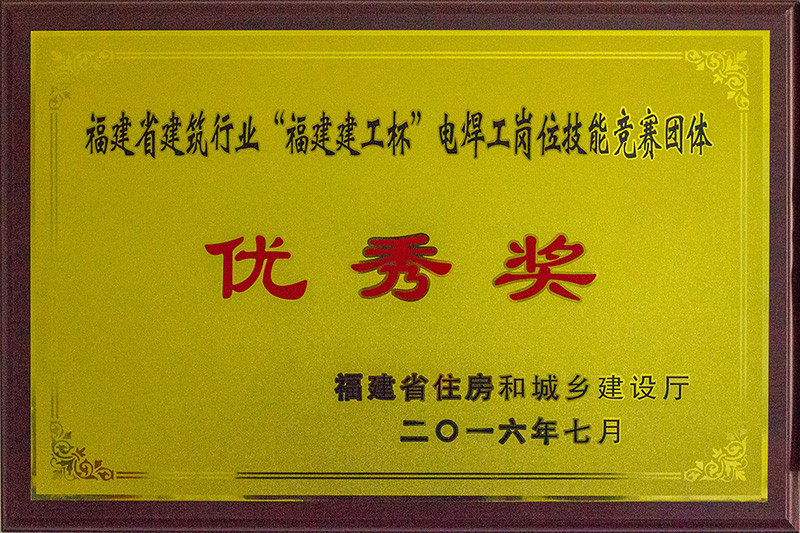 福建省建筑行业“福建建工杯”电焊工岗位技能竞赛团体
优秀奖
福建省住房和城乡建设厅
二〇一六年七月